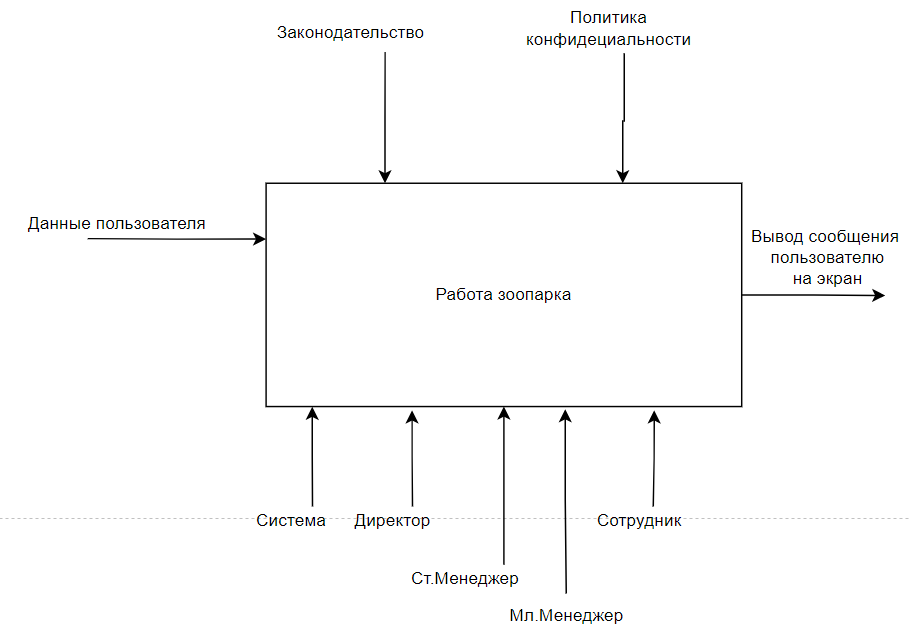 Законодательство
Политика
конфидециальности
Данные пользователя
Вывод сообщения
пользователю
на экран
Работа зоопарка
Система
Директор
Сотрудник
Ст.Менеджер
Мл.Менеджер